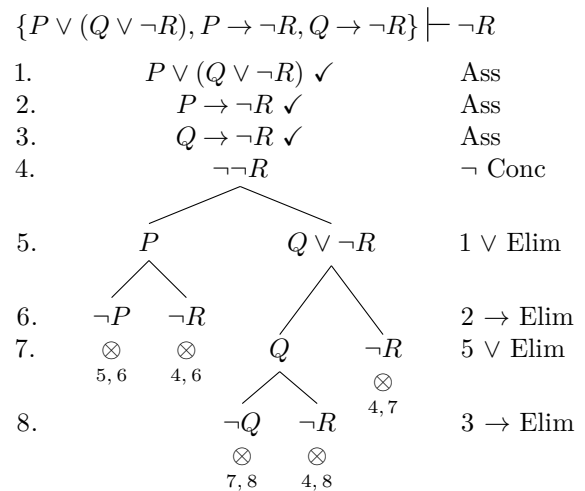 {P ∨ (Q ∨ ¬R), P → ¬R, Q → ¬R} ⊢ ¬R
1. P ∨ (Q ∨ ¬R) ✓ Ass
2. P → ¬R ✓ Ass
3. Q → ¬R ✓ Ass
4. ¬¬R ¬ Conc
5. P Q ∨ ¬R 1 ∨ Elim
6. ¬P ¬R 2 → Elim
7. ⊗ ⊗ Q ¬R 5 ∨ Elim
5, 6 4, 6 ⊗
4, 7
8. ¬Q ¬R 3 → Elim
⊗ ⊗
7, 8 4, 8